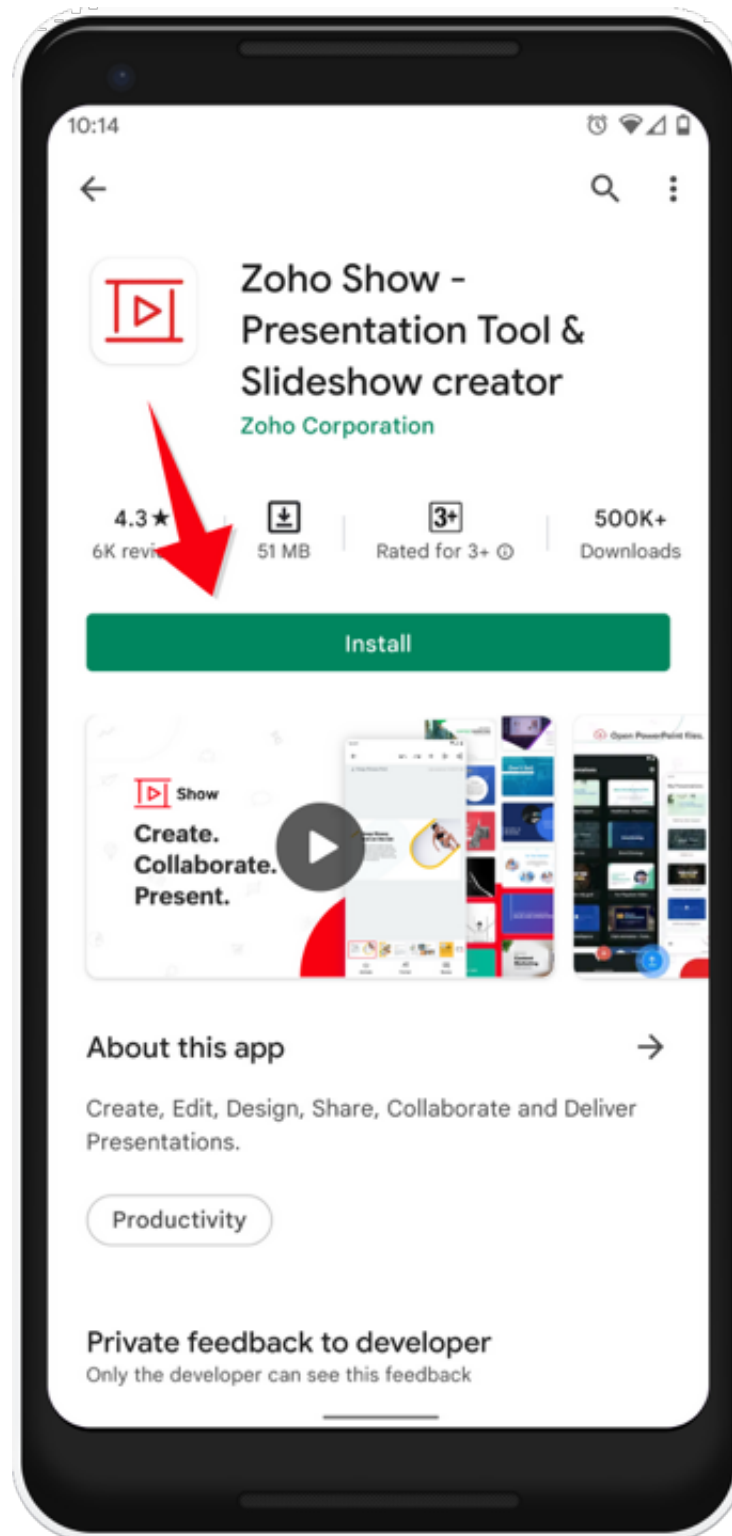 10:14
Zoho Show -
Presentation Tool &
Slideshow creator
Zoho Corporation
4.3★
3+
500K+
6K
51 MB
Rated for 3+
Downloads
Install
Show
Create.
Collaborate.
Present.
Open PowerPoint files,
About this app
Create, Edit, Design, Share, Collaborate and Deliver
Presentations.
Productivity
Private feedback to developer
Only the developer can see this feedback